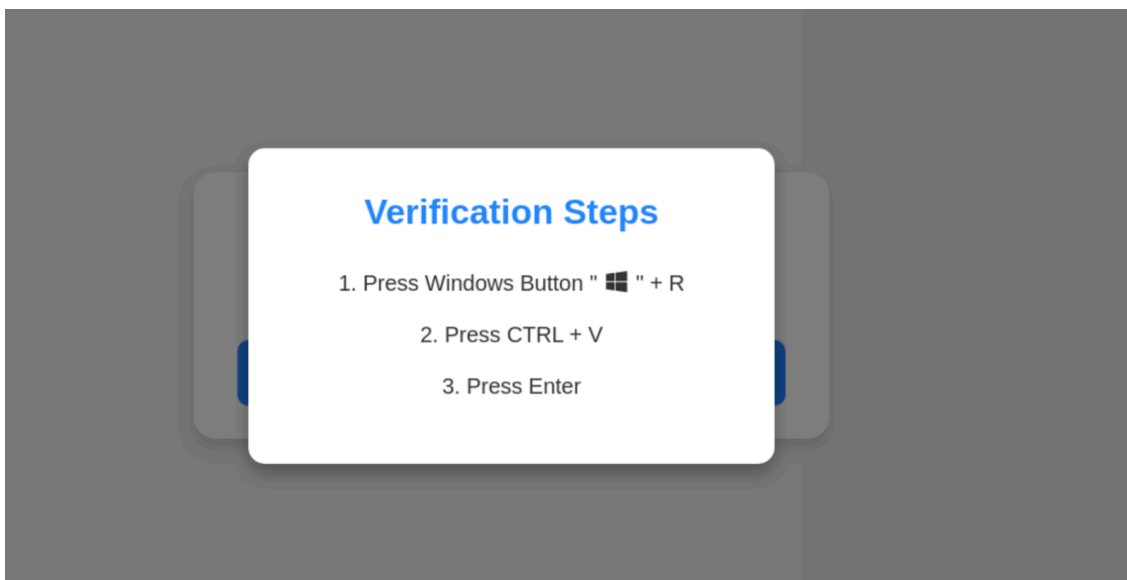 Verification Steps
1. Press Windows Button " " + R
2. Press CTRL + V
3. Press Enter